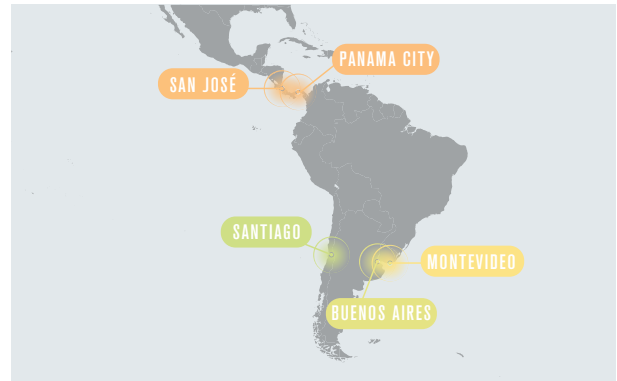 PANAMA CITY
SAN JOSÉ
SANTIAGO
MONTEVIDEO
BUENOS AIRES